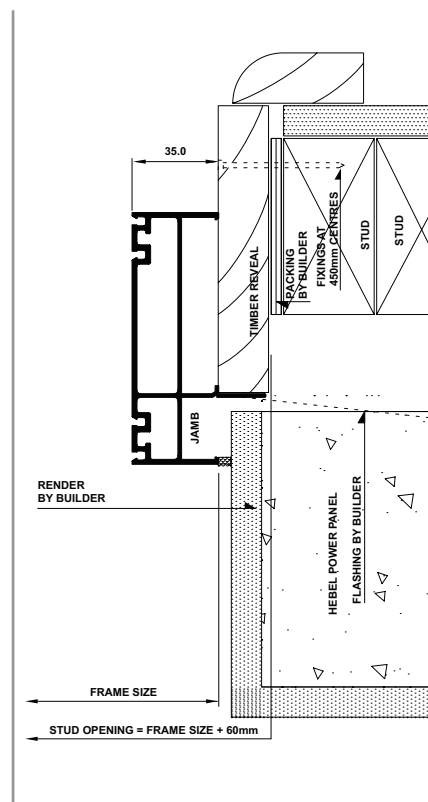 35.0
TIMBER REVEAL
PACKING
BY BUILDER
FIXINGS AT
450mm CENTRES
STUD
STUD
JAMB
RENDER
BY BUILDER
HEBEL POWER PANEL
FLASHING BY BUILDER
FRAME SIZE
STUD OPENING = FRAME SIZE + 60mm